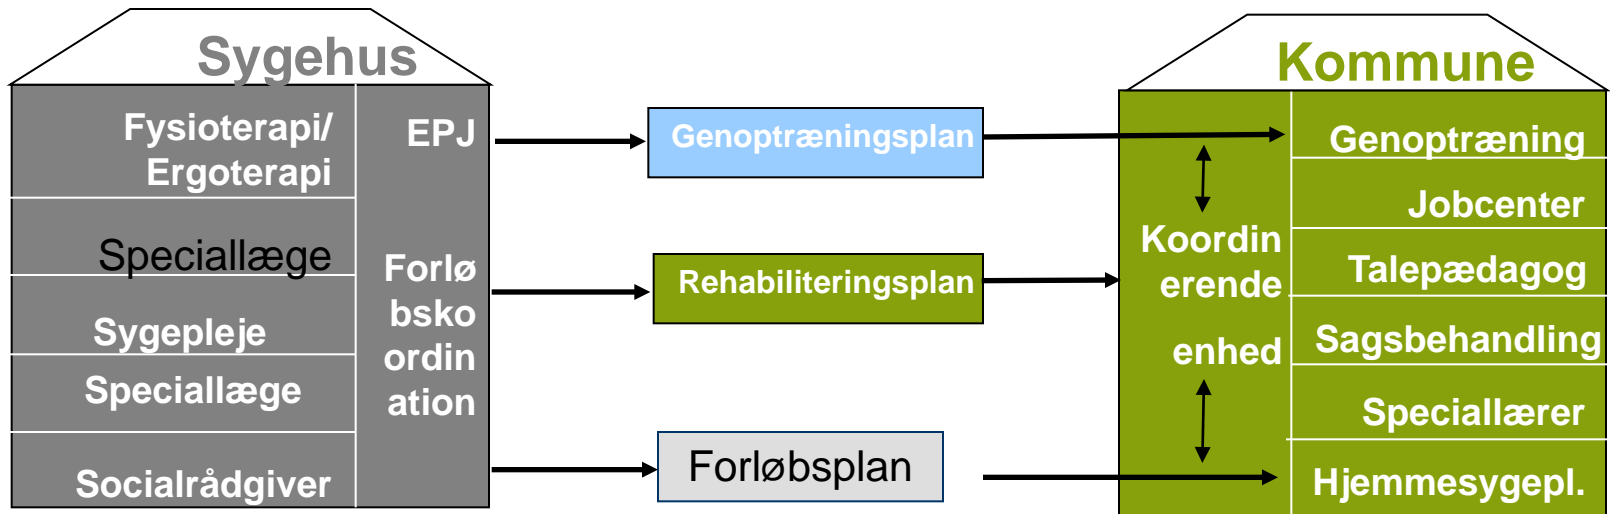 Sygehus
Fysioterapi/
Ergoterapi
Speciallæge
Sygepleje
Speciallæge
Socialrådgiver
EPJ
Forlø
bsko
ordin
ation
Genoptræningsplan
Rehabiliteringsplan
Forløbsplan
Kommune
Koordin
erende
enhed
Genoptræning
Jobcenter
Talepædagog
Sagsbehandling
Speciallærer
Hjemmesygepl.